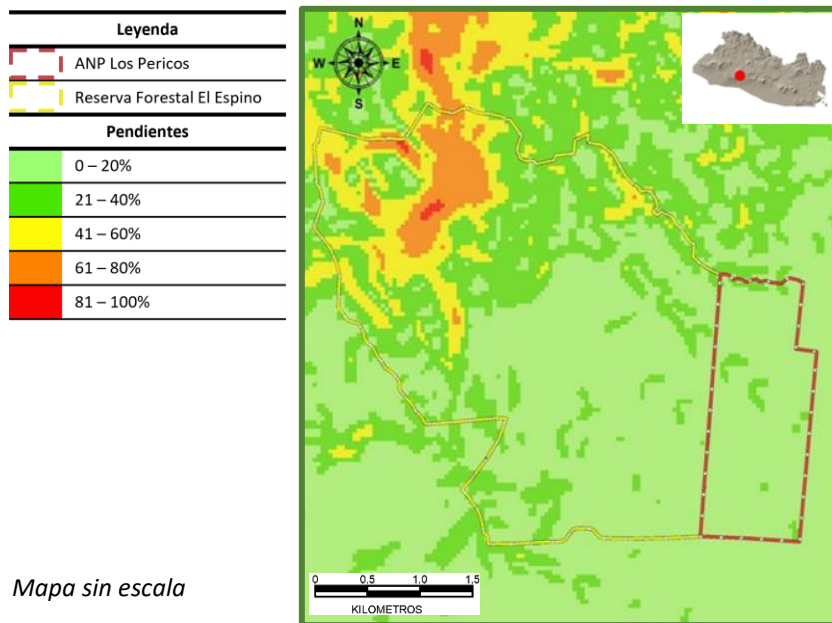 Leyenda
ANP Los Pericos
Reserva Forestal El Espino
Pendientes
0 – 20%
21 – 40%
41 – 60%
61 – 80%
81 – 100%
Mapa sin escala
N
W E
S
0 0.5 1.0 1.5
KILOMETROS